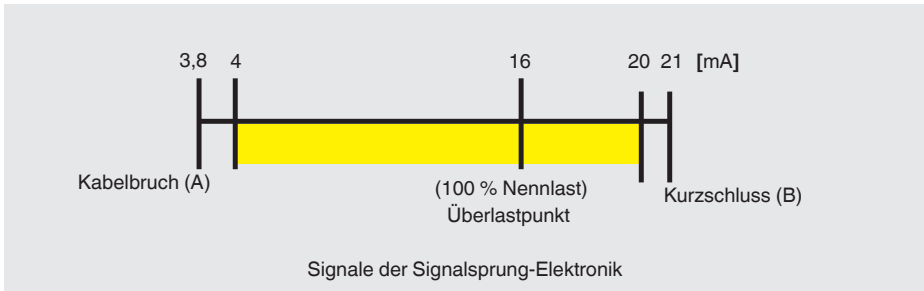 3,8 4 16 20 21 [mA]
Kabelbruch (A)
(100 % Nennlast)
Überlastpunkt
Kurzschluss (B)
Signale der Signalsprung-Elektronik